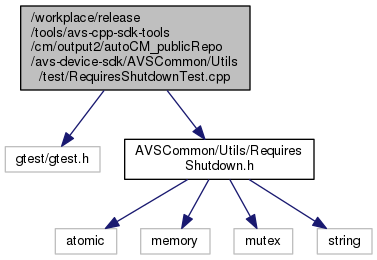 /workplace/release
/tools/avs-cpp-sdk-tools
/cm/output2/autoCM_publicRepo
/avs-device-sdk/AVSCommon/Utils
/test/RequiresShutdownTest.cpp
gtest/gtest.h
AVSCommon/Utils/Requires
Shutdown.h
atomic
memory
mutex
string